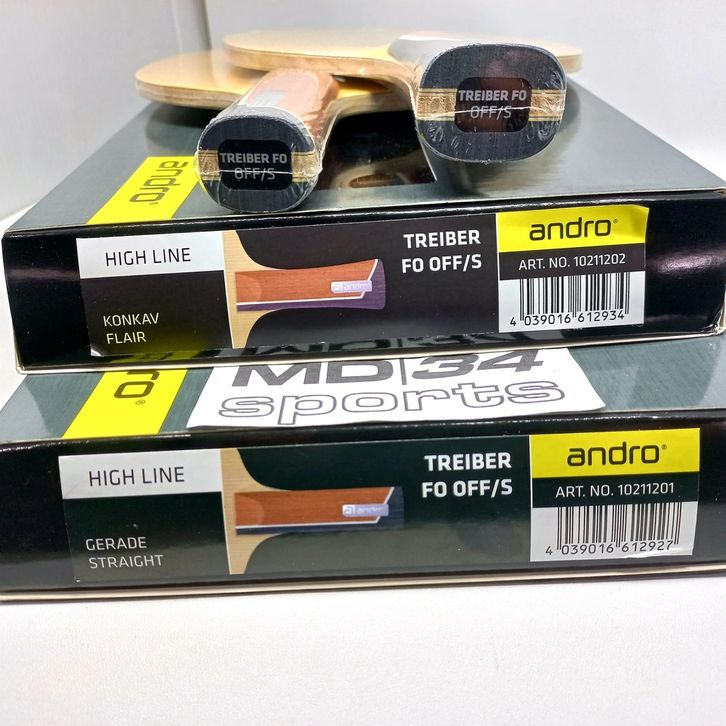 TREIBER FO
OFF/S
TREIBER FO
OFF/S
andro
HIGH LINE
KONKAV
FLAIR
andro
TREIBER
FO OFF/S
andro®
ART. NO. 10211202
4 039016 612934
andro®
MD|34
sports
HIGH LINE
GERADE
STRAIGHT
andro
TREIBER
FO OFF/S
andro®
ART. NO. 10211201
4 039016 612927